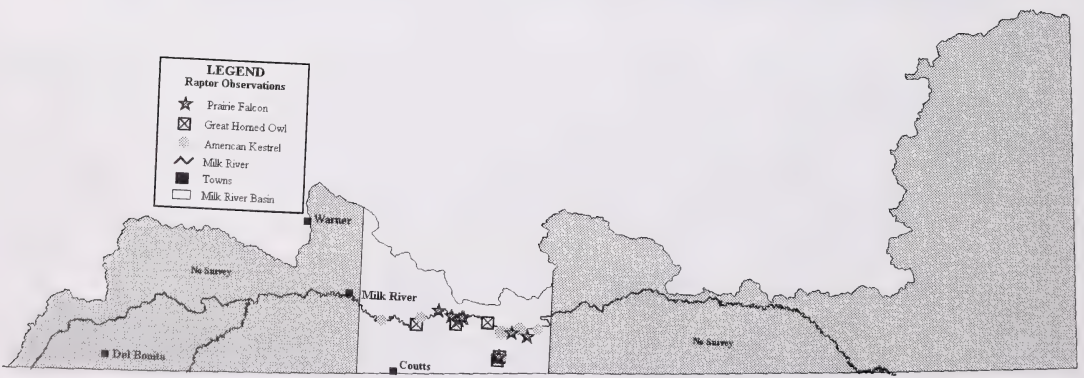 LEGEND
Raptor Observations
Prairie Falcon
Great Horned Owl
American Kestrel
Milk River
Towns
Milk River Basin
Warner
No Survey
Milk River
Del Bonita
Coutts
No Survey